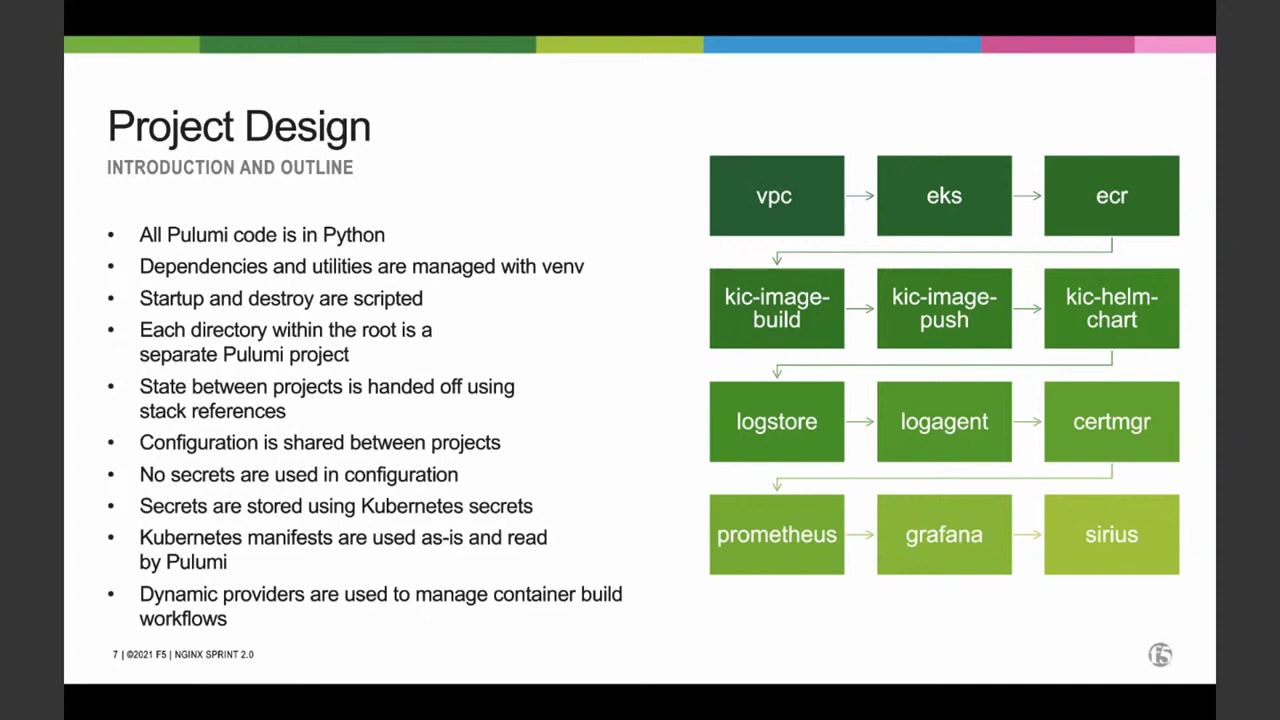 Project Design
INTRODUCTION AND OUTLINE
• All Pulumi code is in Python
• Dependencies and utilities are managed with venv
• Startup and destroy are scripted
• Each directory within the root is a
separate Pulumi project
• State between projects is handed off using
stack references
• Configuration is shared between projects
• No secrets are used in configuration
• Secrets are stored using Kubernetes secrets
• Kubernetes manifests are used as-is and read
by Pulumi
• Dynamic providers are used to manage container build
workflows
vpc
eks
ecr
kic-image-
build
kic-image-
push
kic-helm-
chart
logstore
logagent
certmgr
prometheus
grafana
sirius
7 | ©2021 F5 | NGINX SPRINT 2.0
f5